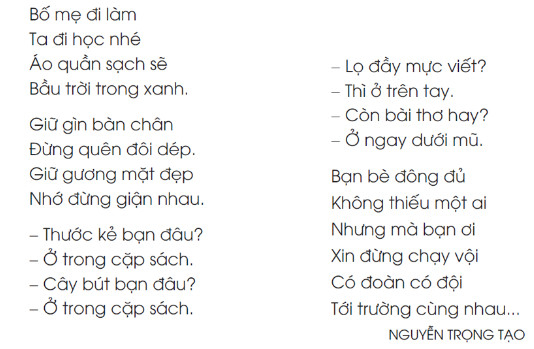 Bố mẹ đi làm
Ta đi học nhé
Áo quần sạch sẽ
Bầu trời trong xanh.
Giữ gìn bàn chân
Đừng quên đôi dép.
Giữ gương mặt đẹp
Nhớ đừng giận nhau.
– Thước kẻ bạn đâu?
– Ở trong cặp sách.
– Cây bút bạn đâu?
– Ở trong cặp sách.
– Lọ đầy mực viết?
– Thì ở trên tay.
– Còn bài thơ hay?
– Ở ngay dưới mũ.
Bạn bè đông đủ
Không thiếu một ai
Nhưng mà bạn ơi
Xin đừng chạy vội
Có đoàn có đội
Tới trường cùng nhau...
NGUYỄN TRỌNG TẠO